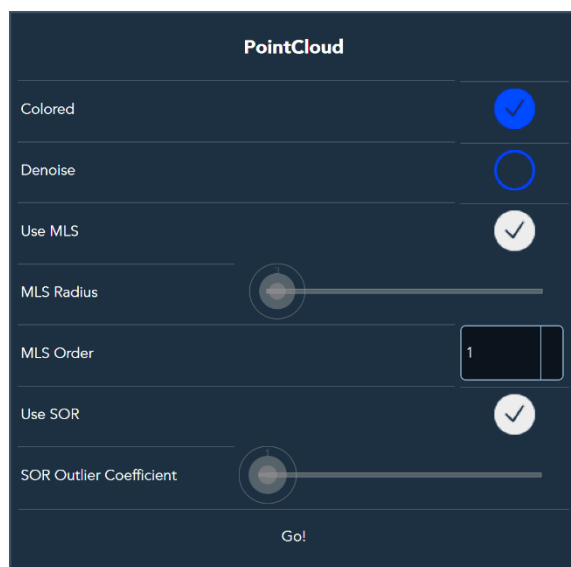 PointCloud
Colored
Denoise
Use MLS
MLS Radius
MLS Order
1
Use SOR
SOR Outlier Coefficient
Go!